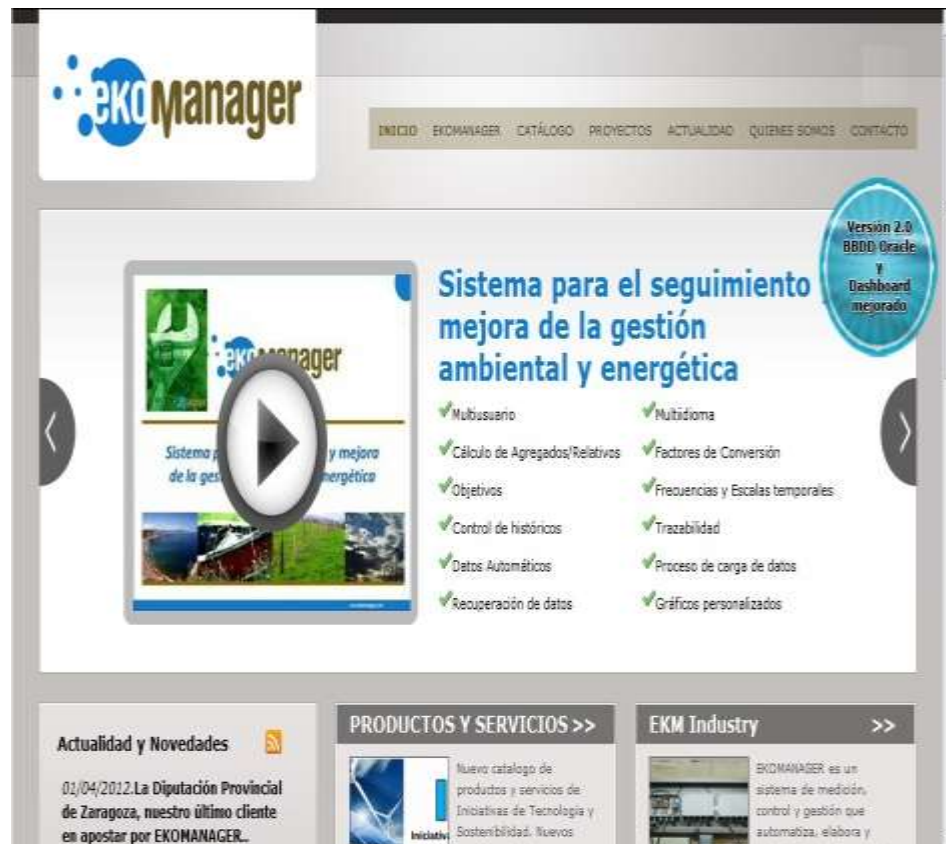 ekomanager
INICIO EKOMANAGER CATÁLOGO PROYECTOS ACTUALIDAD QUIENES SOMOS CONTACTO
Versión 2.0
BBDD Oracle
y
Dashboard
mejorado
Sistema para el seguimiento
mejora de la gestión
ambiental y energética
Multiusuario
Multiidioma
Cálculo de Agregados/Relativos
Factores de Conversión
Objetivos
Frecuencias y Escalas temporales
Control de históricos
Trazabilidad
Datos Automáticos
Proceso de carga de datos
Recuperación de datos
Gráficos personalizados
Sistema y mejora
de la energética
Actualidad y Novedades
01/04/2012.La Diputación Provincial
de Zaragoza, nuestro último cliente
en apostar por EKOMANAGER..
PRODUCTOS Y SERVICIOS >>
Nuevo catalogo de
productos y servicios de
Iniciativas de Tecnología y
Sostenibilidad. Nuevos
EKM Industry >>
EKOMANAGER es un
sistema de medición,
control y gestión que
automatiza, elabora y